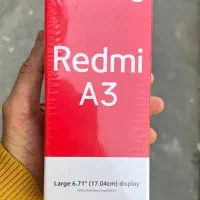 Redmi
A3
Large 6.71" (17.04cm) display